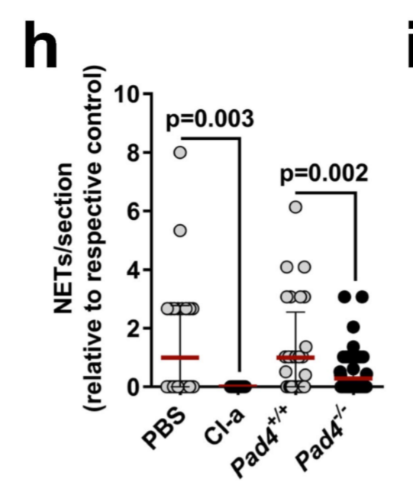 h
i
NETs/section
(relative to respective control)
10
8
6
4
2
0
p=0.003
p=0.002
PBS
Cl-a
Pad4+/+
Pad4-/-